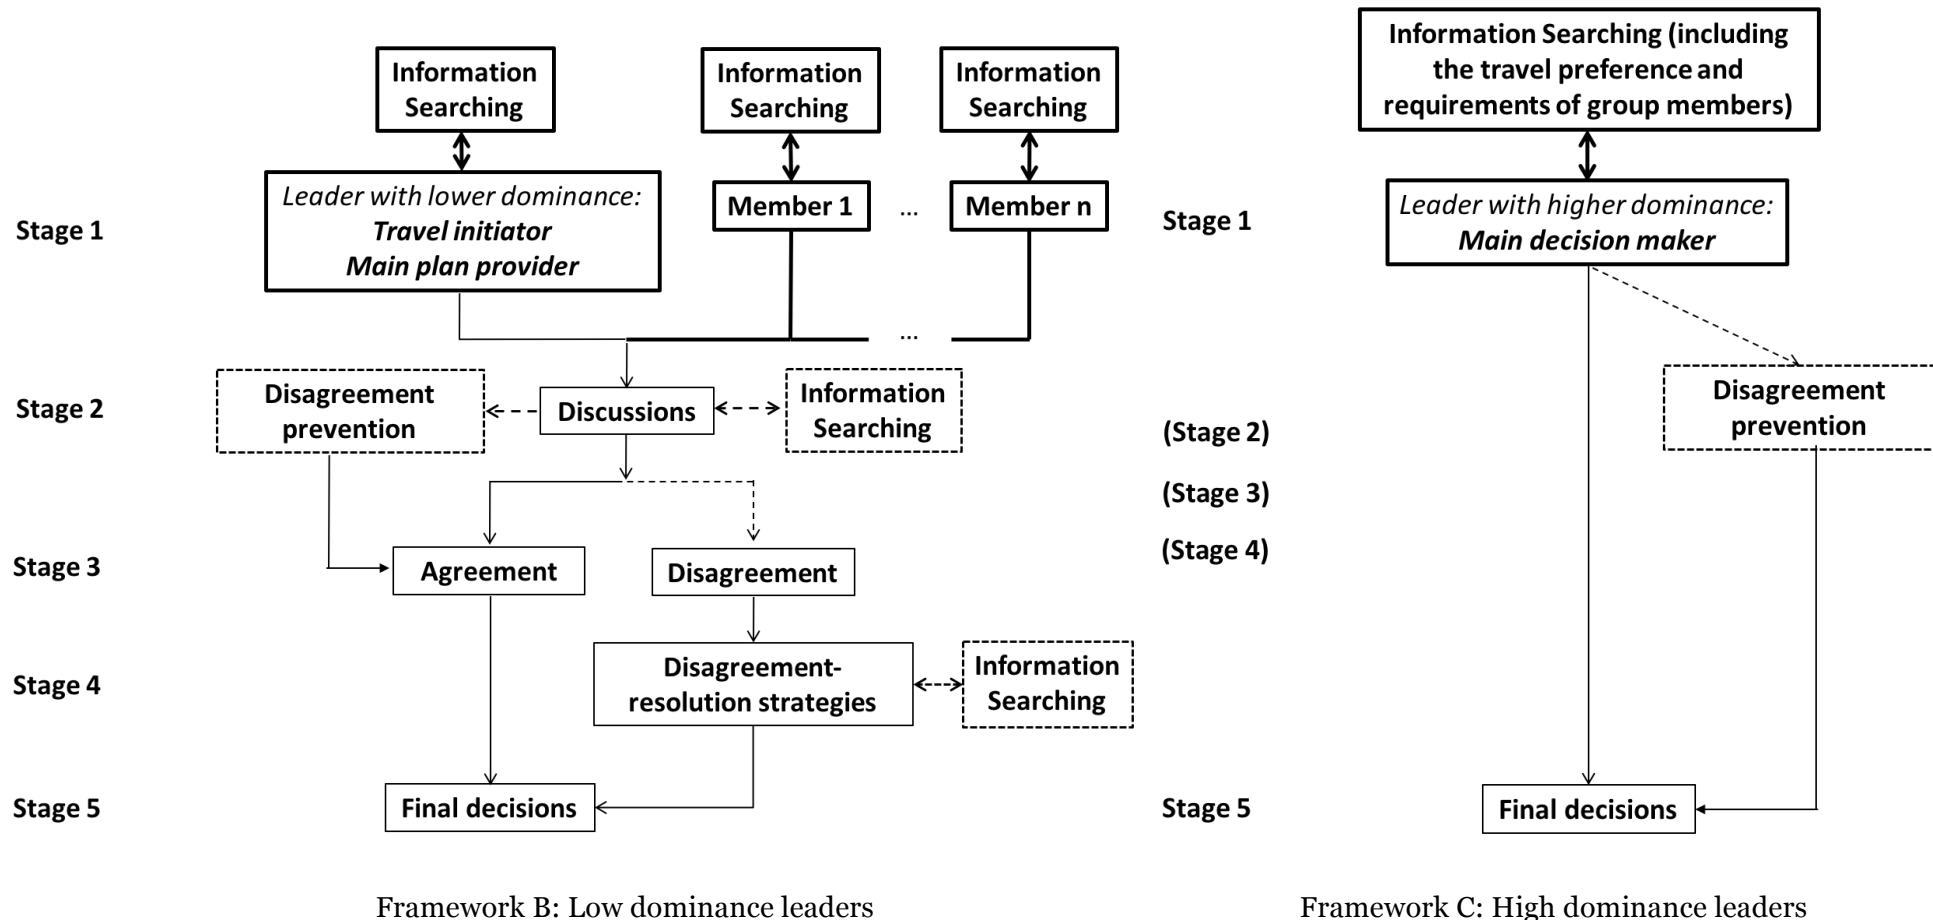 Information
Searching
Information
Searching
Information
Searching
Stage 1
Leader with lower dominance:
Travel initiator
Main plan provider
Member 1
...
Member n
...
Stage 2
Disagreement
prevention
Discussions
Information
Searching
Stage 3
Agreement
Disagreement
Stage 4
Disagreement-
resolution strategies
Information
Searching
Stage 5
Final decisions
Framework B: Low dominance leaders
Information Searching (including
the travel preference and
requirements of group members)
Stage 1
Leader with higher dominance:
Main decision maker
Disagreement
prevention
(Stage 2)
(Stage 3)
(Stage 4)
Stage 5
Final decisions
Framework C: High dominance leaders